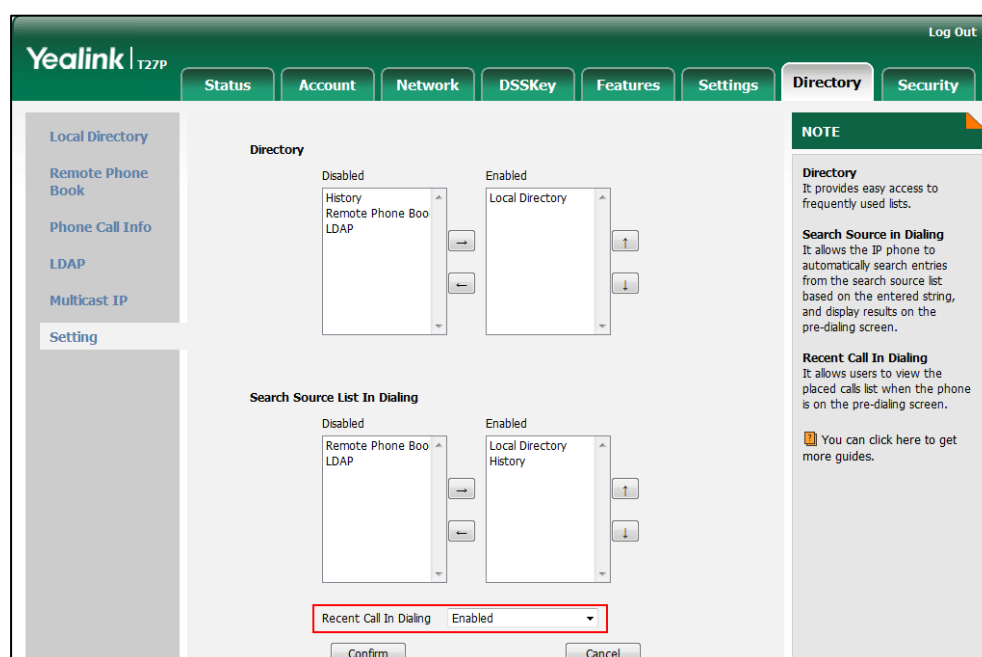 Log Out
Yealink T27P
Status Account Network DSSKey Features Settings Directory Security
Local Directory
Remote Phone
Book
Phone Call Info
LDAP
Multicast IP
Setting
Directory
Disabled Enabled
History
Remote Phone Boo
LDAP
Local Directory
→
←
↑
↓
Search Source List In Dialing
Disabled Enabled
Remote Phone Boo
LDAP
Local Directory
History
→
←
↑
↓
Recent Call In Dialing Enabled
Confirm Cancel
NOTE
Directory
It provides easy access to
frequently used lists.
Search Source in Dialing
It allows the IP phone to
automatically search entries
from the search source list
based on the entered string,
and display results on the
pre-dialing screen.
Recent Call In Dialing
It allows users to view the
placed calls list when the phone
is on the pre-dialing screen.
You can click here to get
more guides.